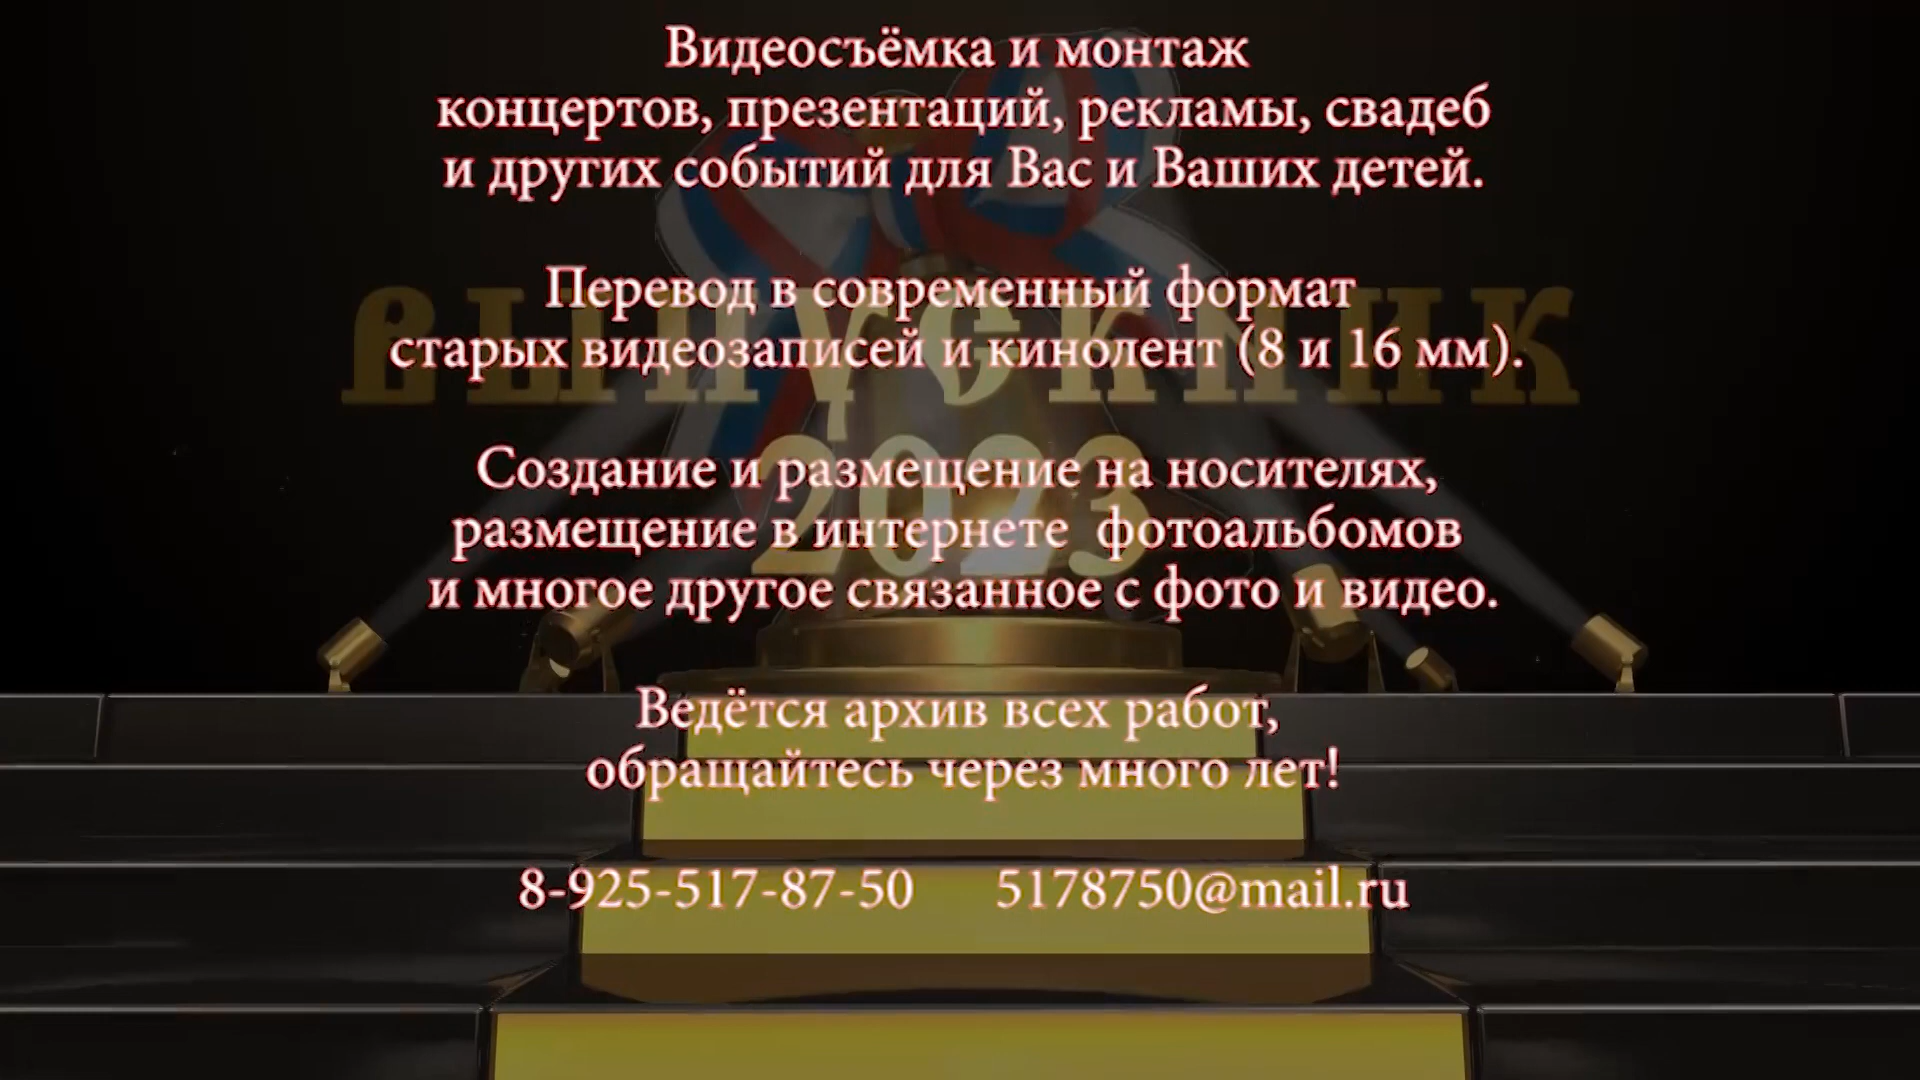 Видеосъёмка и монтаж
концертов, презентаций, рекламы, свадеб
и других событий для Вас и Ваших детей.
Перевод в современный формат
старых видеозаписей и кинолент (8 и 16 мм).
ВЫПУСКНИК
2023
Создание и размещение на носителях,
размещение в интернете фотоальбомов
и многое другое связанное с фото и видео.
Ведётся архив всех работ,
обращайтесь через много лет!
8-925-517-87-50 5178750@mail.ru